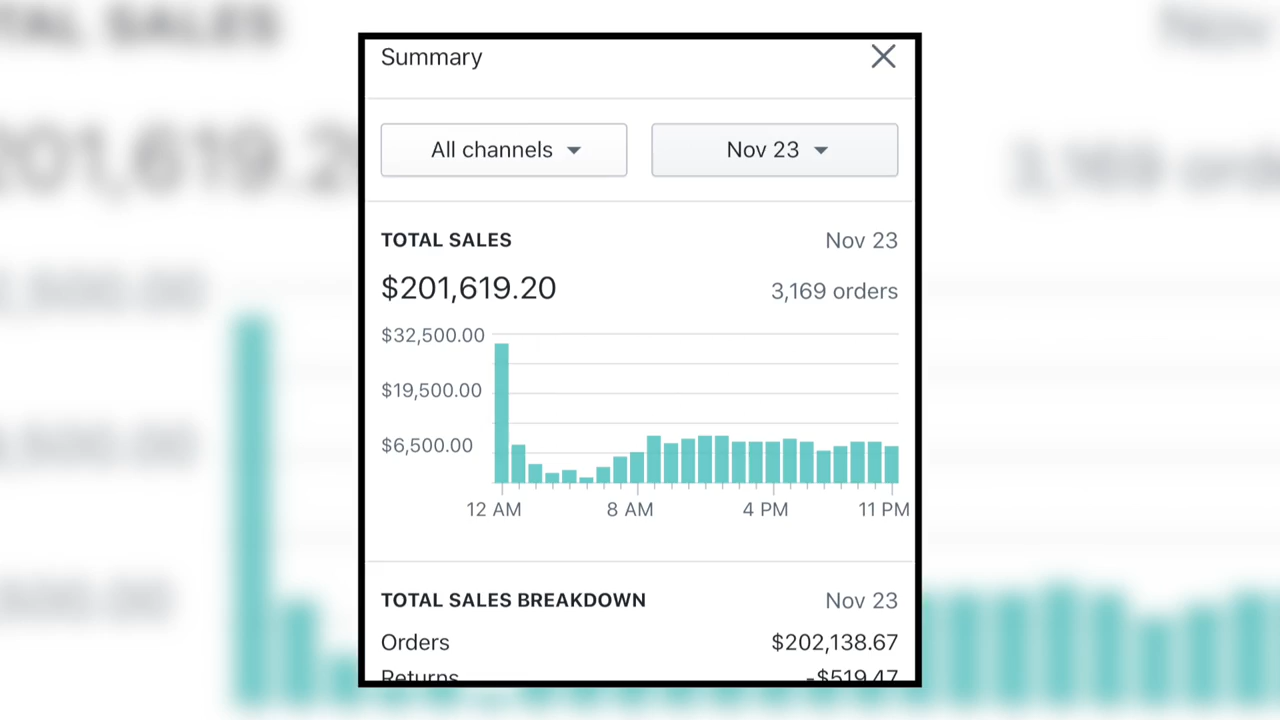 Summary
All channels Nov 23
TOTAL SALES Nov 23
$201,619.20 3,169 orders
$32,500.00
$19,500.00
$6,500.00
12 AM 8 AM 4 PM 11 PM
TOTAL SALES BREAKDOWN Nov 23
Orders $202,138.67
Returns -$519.47